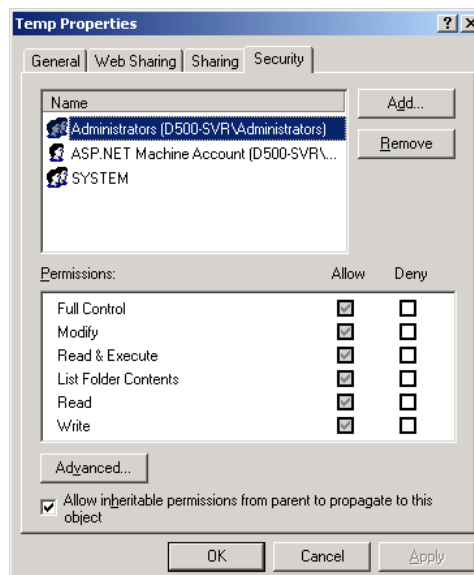 Temp Properties
General Web Sharing Sharing Security
Name
Add...
Administrators (D500-SVR\Administrators)
ASP.NET Machine Account (D500-SVR\...
Remove
SYSTEM
Permissions: Allow Deny
Full Control
Modify
Read & Execute
List Folder Contents
Read
Write
Advanced...
Allow inheritable permissions from parent to propagate to this
object
OK Cancel Apply